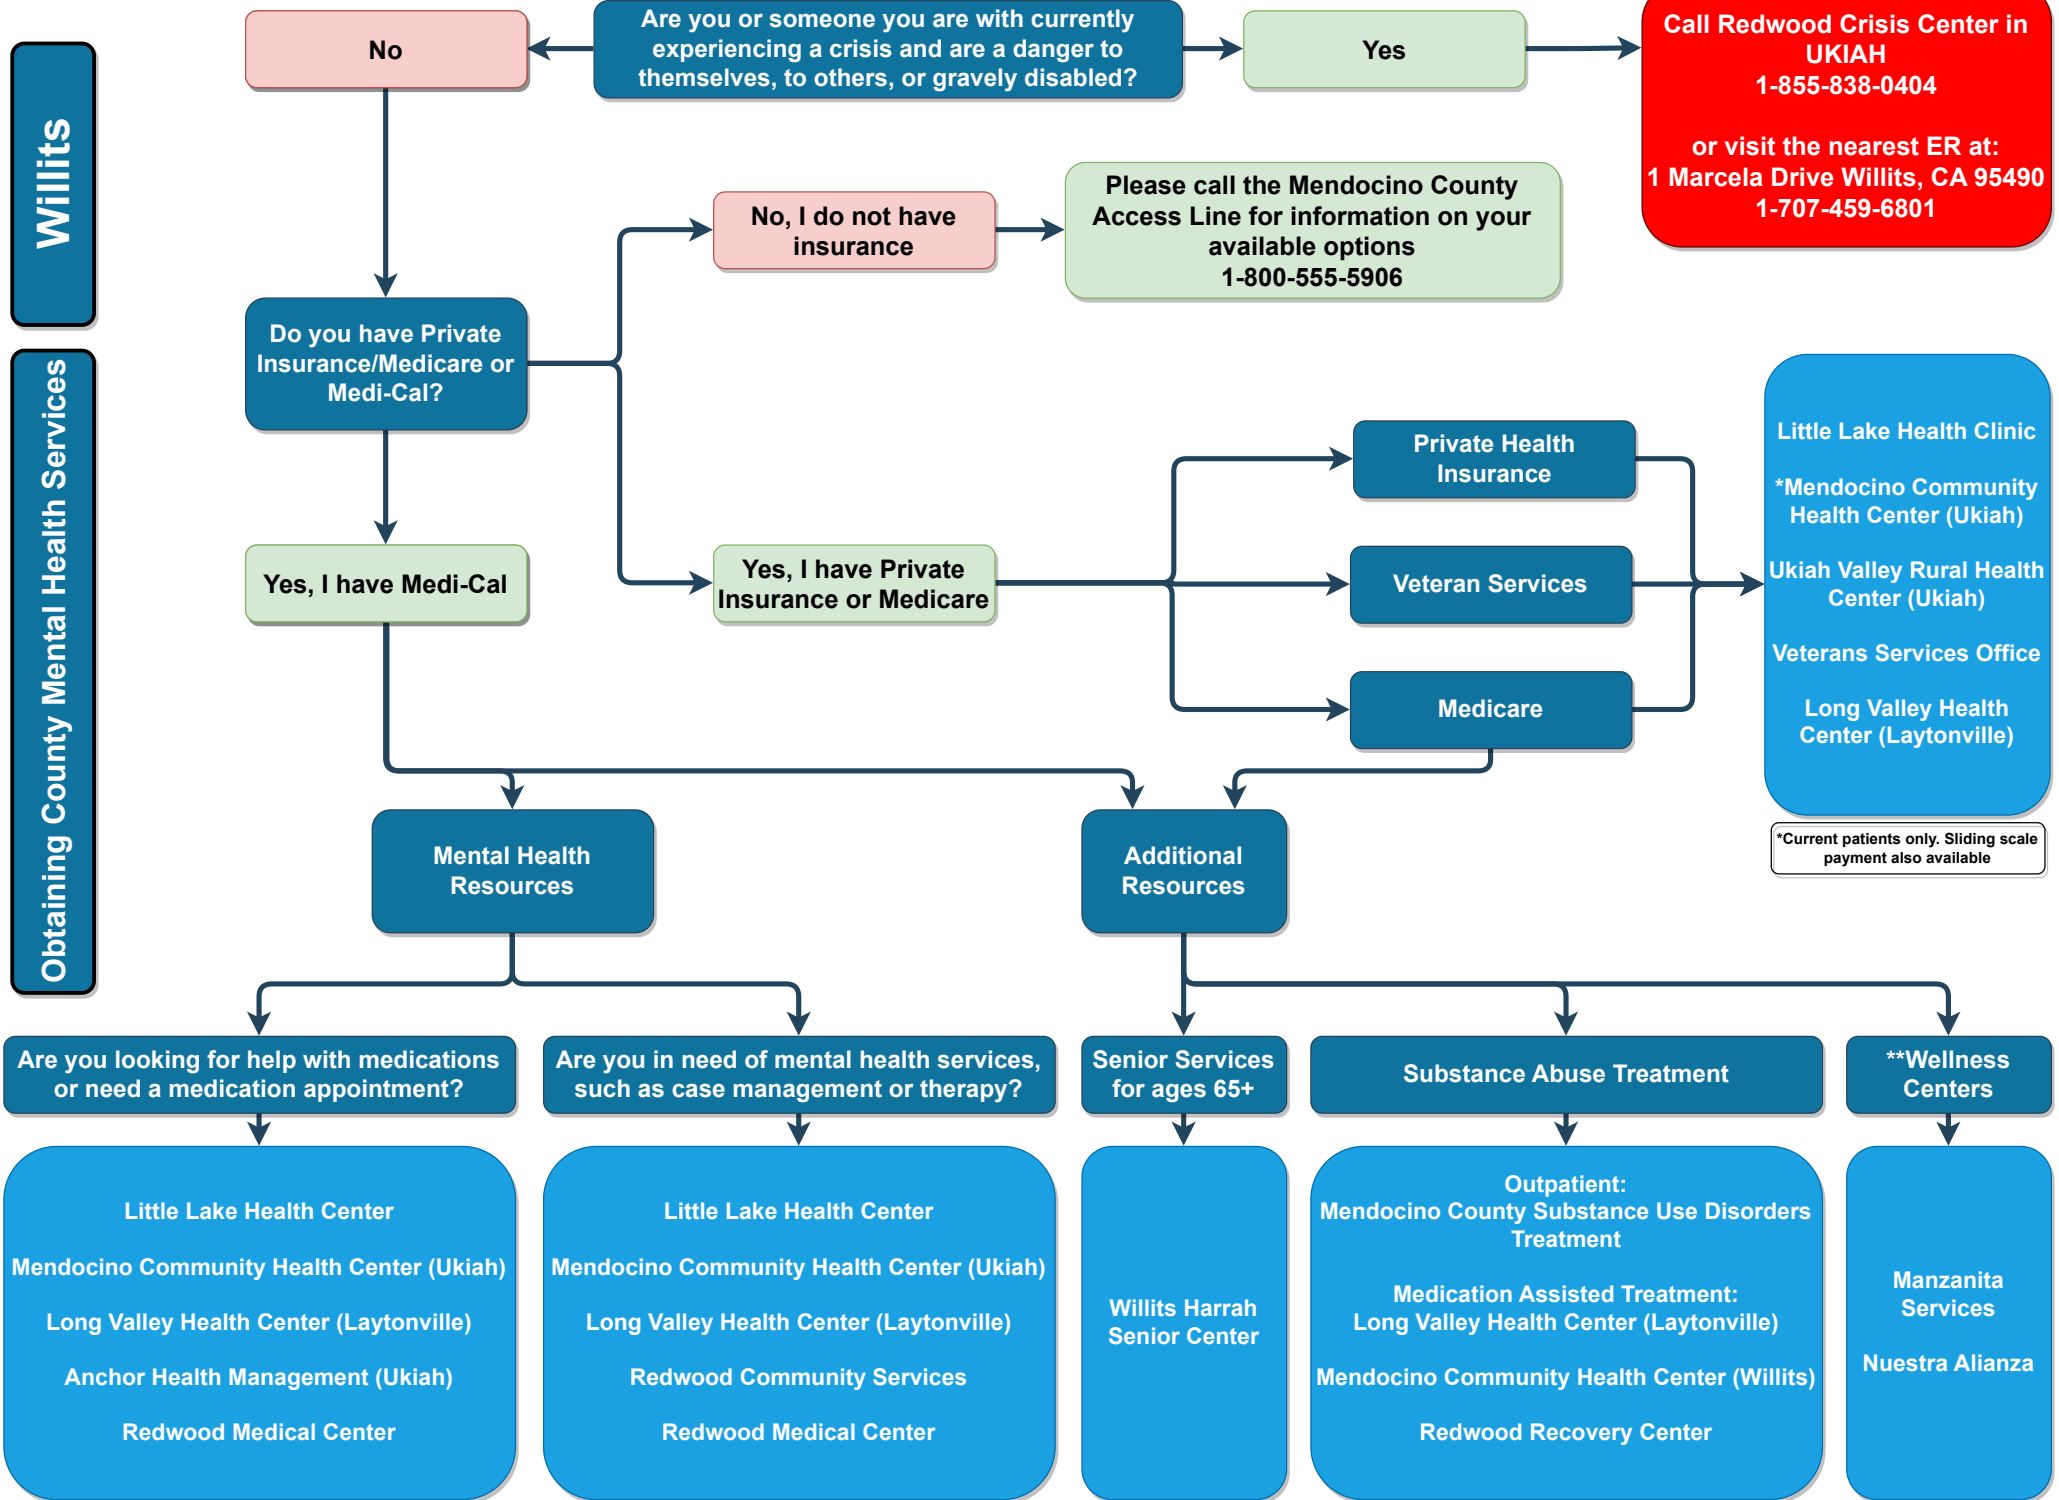 Willits
Obtaining County Mental Health Services
Are you or someone you are with currently
experiencing a crisis and are a danger to
themselves, to others, or gravely disabled?
No
Yes
Call Redwood Crisis Center in
UKIAH
1-855-838-0404
or visit the nearest ER at:
1 Marcela Drive Willits, CA 95490
1-707-459-6801
No, I do not have
insurance
Please call the Mendocino County
Access Line for information on your
available options
1-800-555-5906
Do you have Private
Insurance/Medicare or
Medi-Cal?
Yes, I have Medi-Cal
Yes, I have Private
Insurance or Medicare
Private Health
Insurance
Veteran Services
Medicare
Little Lake Health Clinic
*Mendocino Community
Health Center (Ukiah)
Ukiah Valley Rural Health
Center (Ukiah)
Veterans Services Office
Long Valley Health
Center (Laytonville)
*Current patients only. Sliding scale
payment also available
Mental Health
Resources
Additional
Resources
Are you looking for help with medications
or need a medication appointment?
Are you in need of mental health services,
such as case management or therapy?
Senior Services
for ages 65+
Substance Abuse Treatment
**Wellness
Centers
Little Lake Health Center
Mendocino Community Health Center (Ukiah)
Long Valley Health Center (Laytonville)
Anchor Health Management (Ukiah)
Redwood Medical Center
Little Lake Health Center
Mendocino Community Health Center (Ukiah)
Long Valley Health Center (Laytonville)
Redwood Community Services
Redwood Medical Center
Willits Harrah
Senior Center
Outpatient:
Mendocino County Substance Use Disorders
Treatment
Medication Assisted Treatment:
Long Valley Health Center (Laytonville)
Mendocino Community Health Center (Willits)
Redwood Recovery Center
Manzanita
Services
Nuestra Alianza